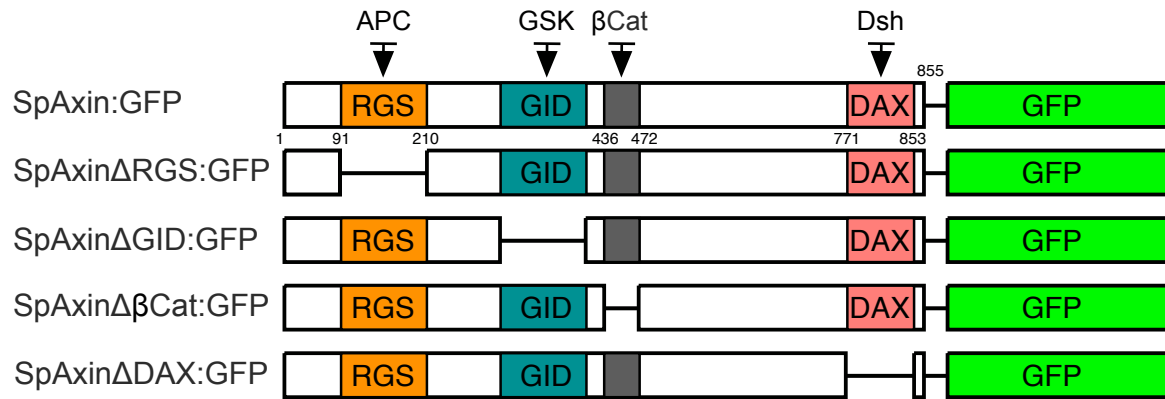 APC GSK βCat Dsh
855
SpAxin:GFP RGS GID DAX GFP
1 91 210 436 472 771 853
SpAxinΔRGS:GFP GID DAX GFP
SpAxinΔGID:GFP RGS DAX GFP
SpAxinΔβCat:GFP RGS GID DAX GFP
SpAxinΔDAX:GFP RGS GID GFP